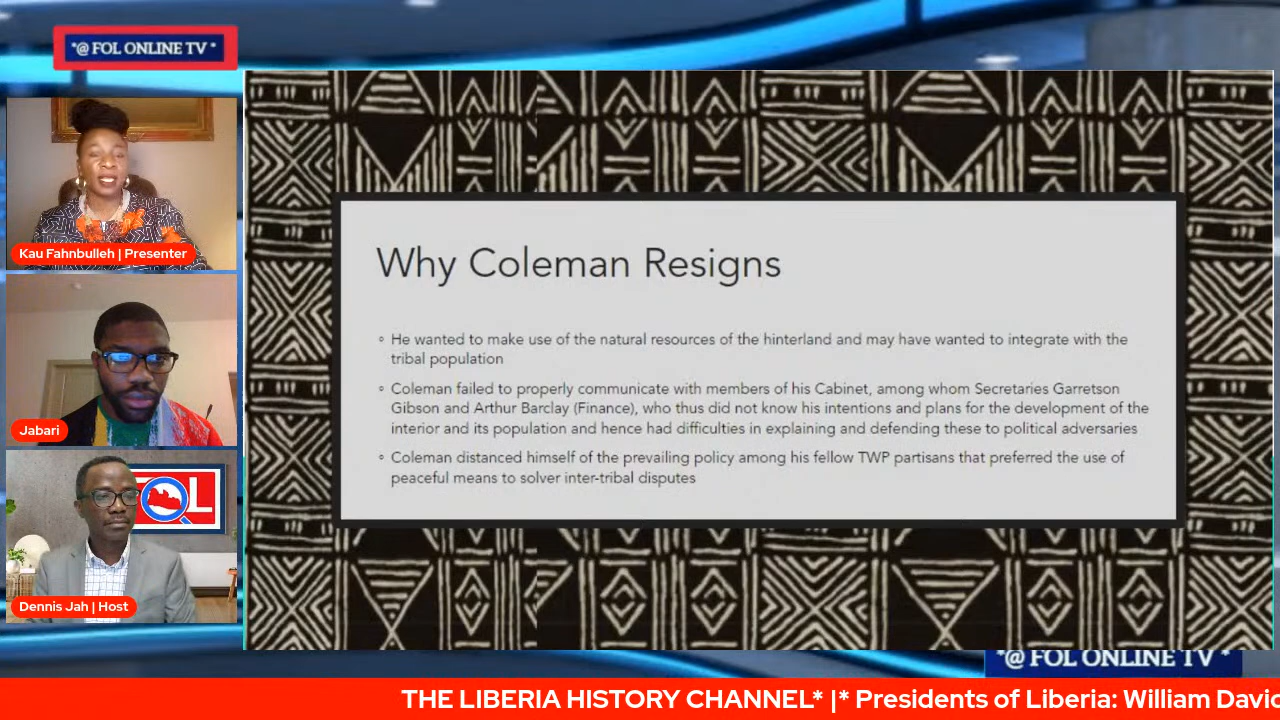 *@ FOL ONLINE TV *
Kau Fahnbulleh | Presenter
Jabari
Dennis Jah | Host
Why Coleman Resigns
◦ He wanted to make use of the natural resources of the hinterland and may have wanted to integrate with the
tribal population
◦ Coleman failed to properly communicate with members of his Cabinet, among whom Secretaries Garretson
Gibson and Arthur Barclay (Finance), who thus did not know his intentions and plans for the development of the
interior and its population and hence had difficulties in explaining and defending these to political adversaries
◦ Coleman distanced himself of the prevailing policy among his fellow TWP partisans that preferred the use of
peaceful means to solver inter-tribal disputes
*@ FOL ONLINE TV *
THE LIBERIA HISTORY CHANNEL* |* Presidents of Liberia: William Davi